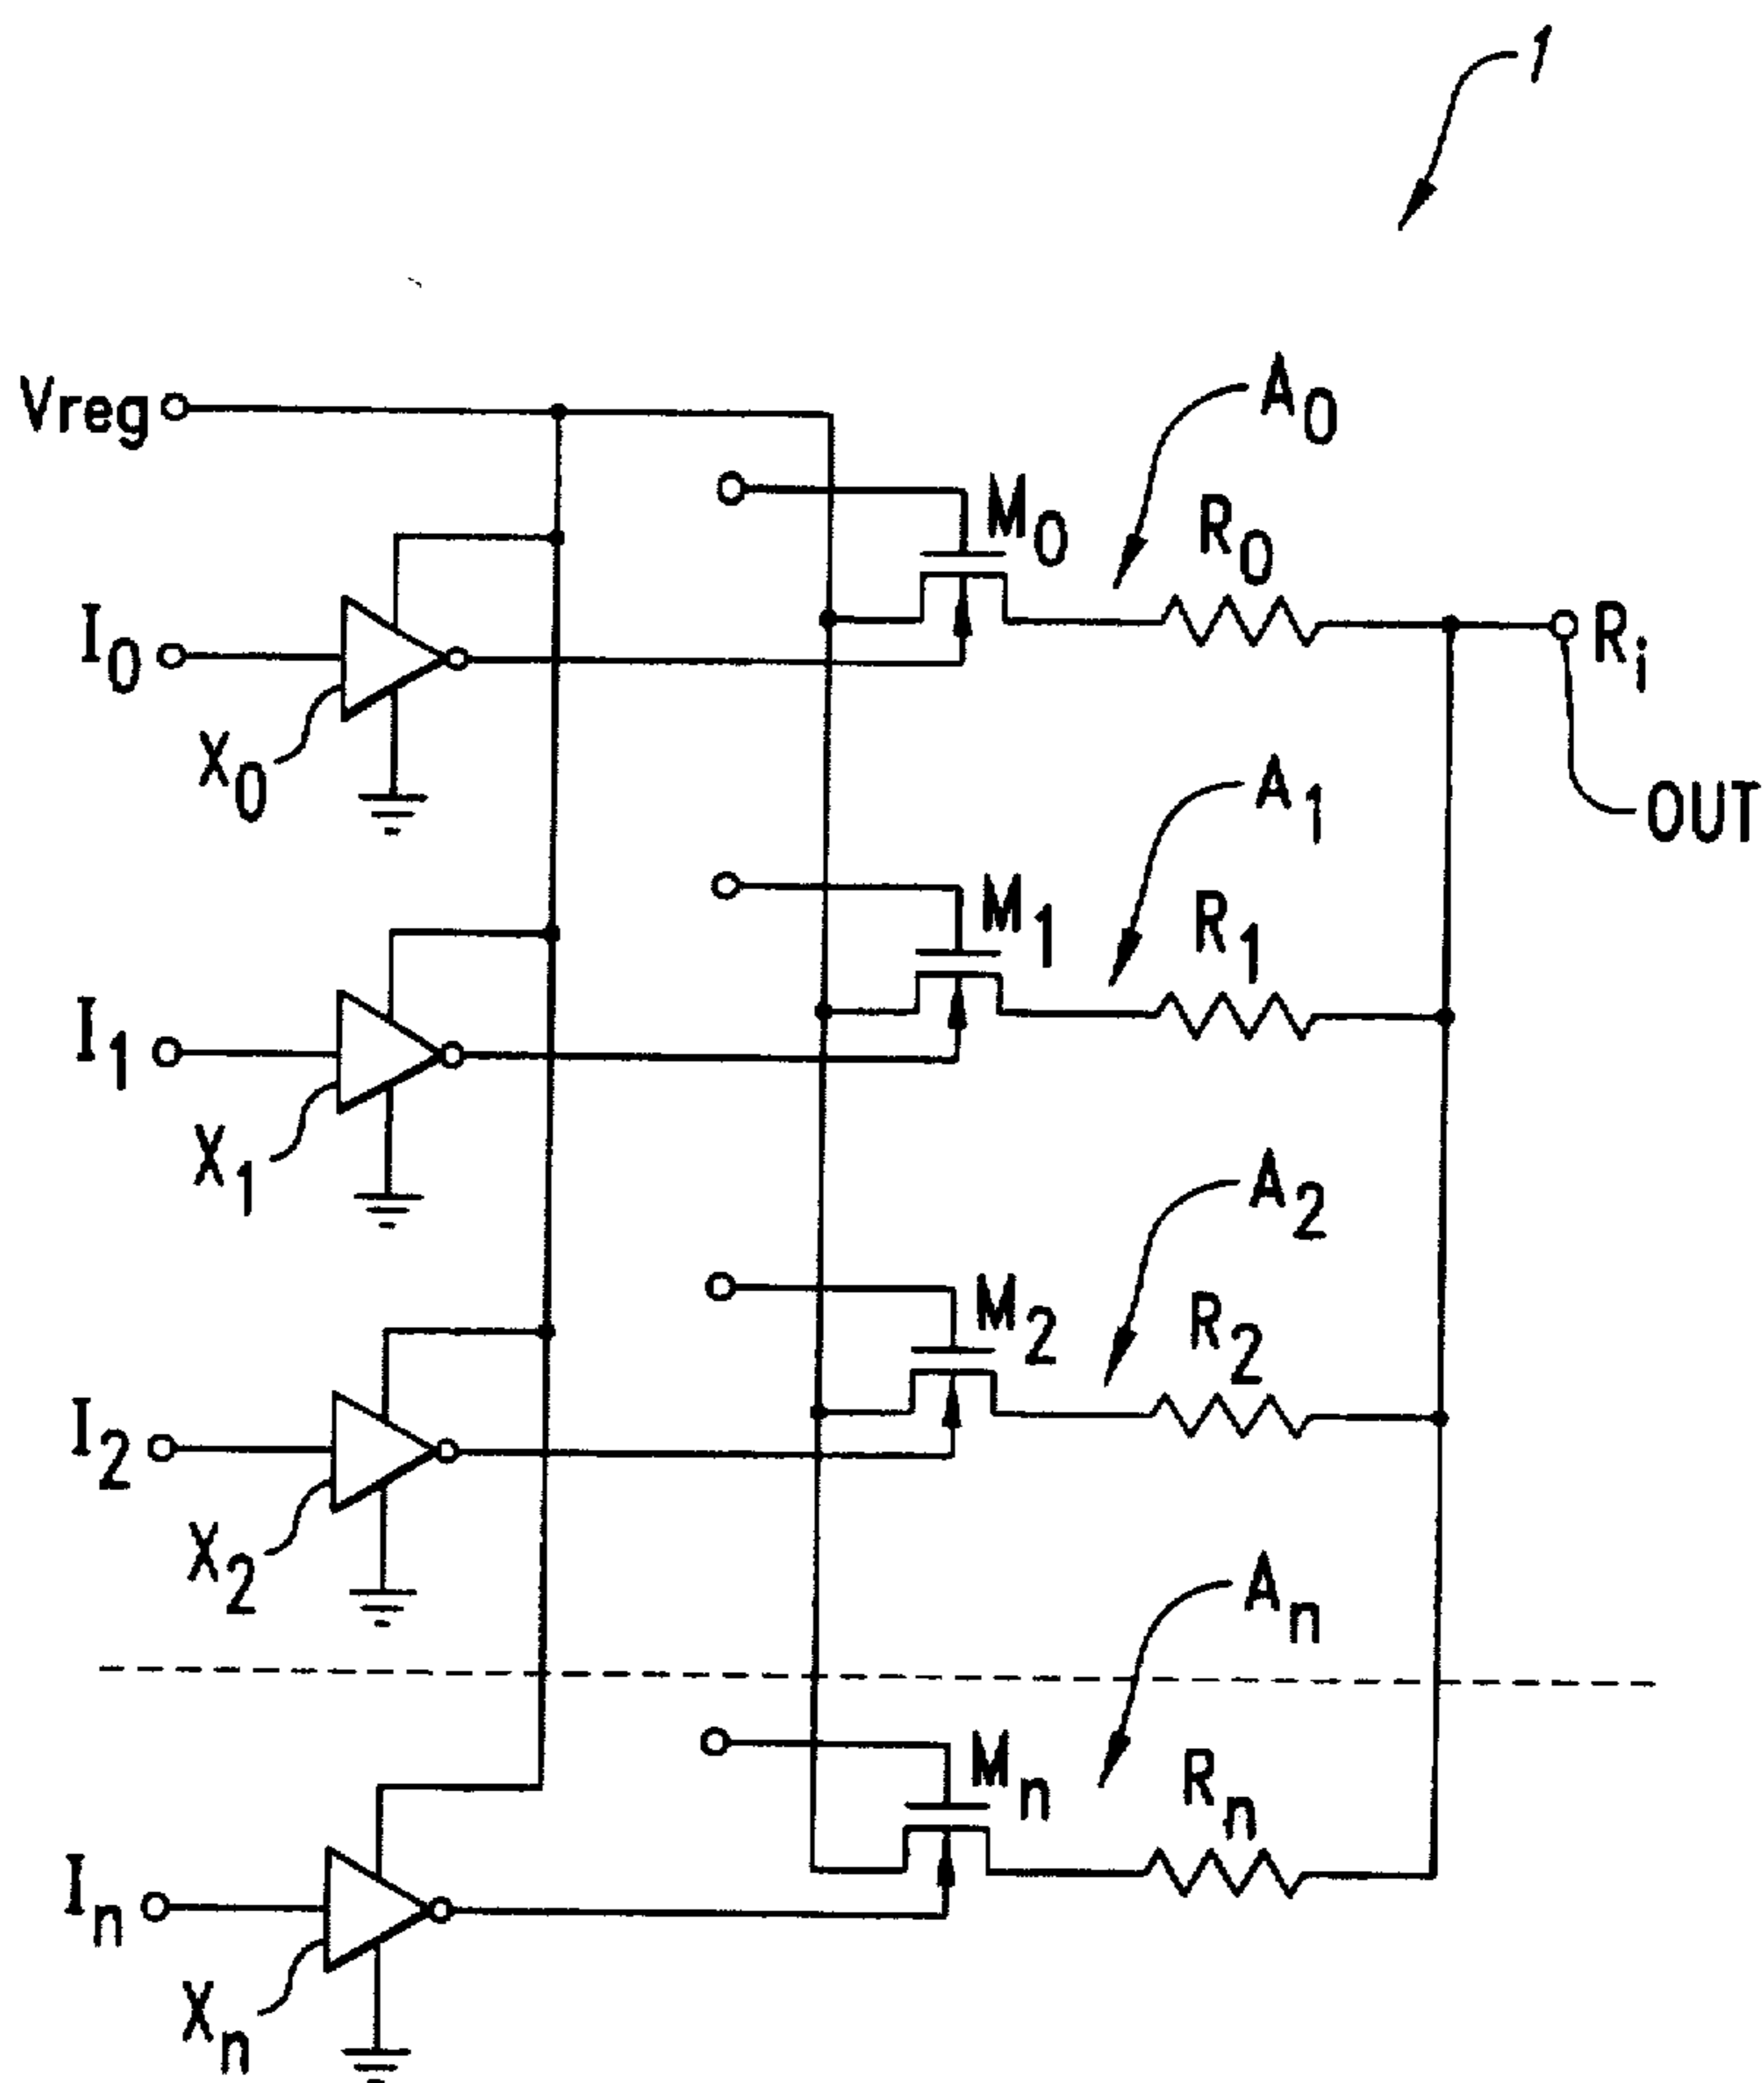 1
Vreg
A0
M0
R0
I0
Ri
X0
OUT
A1
M1
R1
I1
X1
A2
M2
R2
I2
X2
An
Mn
Rn
In
Xn